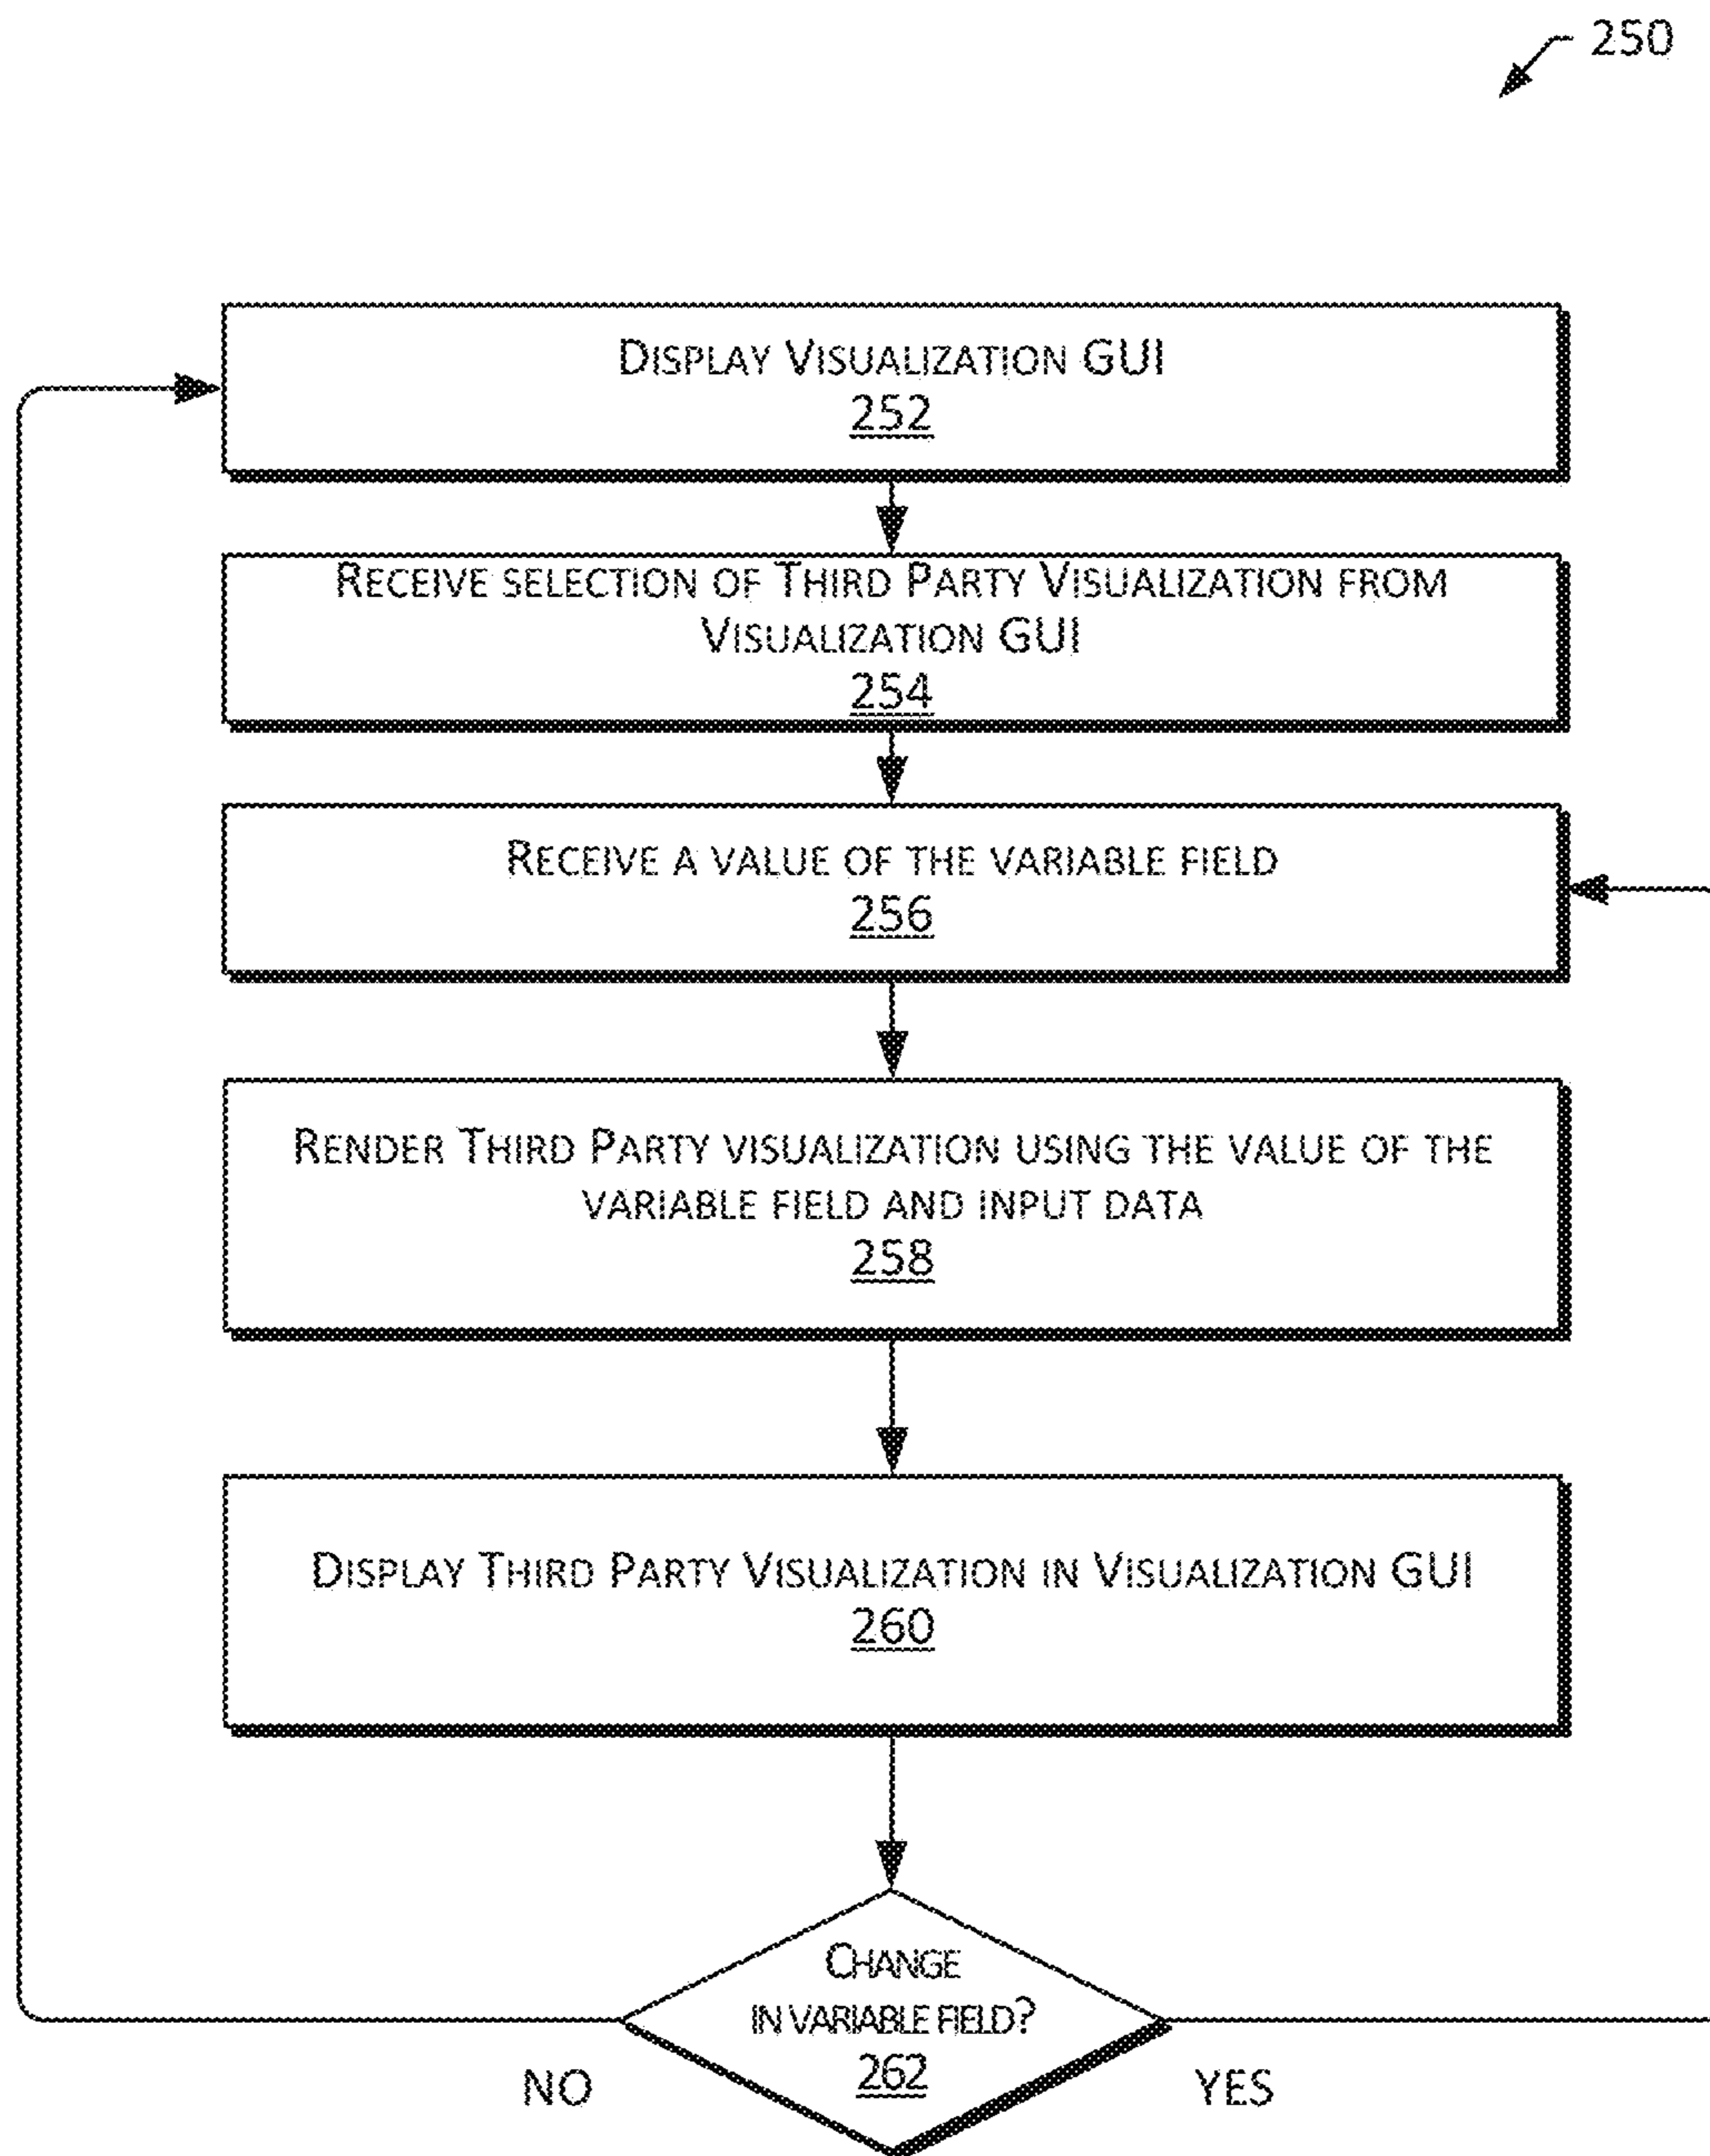 250
DISPLAY VISUALIZATION GUI
252
RECEIVE SELECTION OF THIRD PARTY VISUALIZATION FROM
VISUALIZATION GUI
254
RECEIVE A VALUE OF THE VARIABLE FIELD
256
RENDER THIRD PARTY VISUALIZATION USING THE VALUE OF THE
VARIABLE FIELD AND INPUT DATA
258
DISPLAY THIRD PARTY VISUALIZATION IN VISUALIZATION GUI
260
CHANGE
IN VARIABLE FIELD?
262
NO
YES